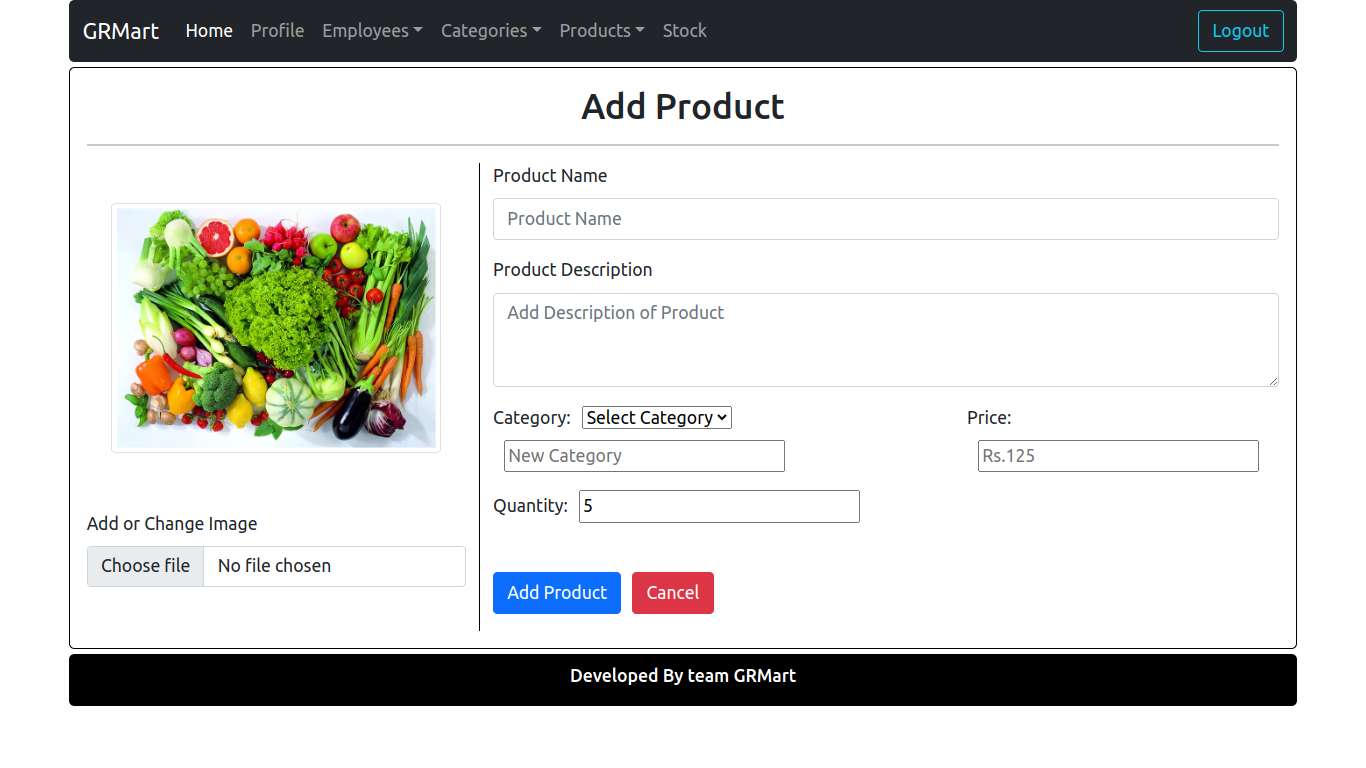 GRMart Home Profile Employees Categories Products Stock Logout
Add Product
Product Name
Product Name
Product Description
Add Description of Product
Category: Select Category Price:
New Category Rs.125
Quantity: 5
Add or Change Image
Choose file No file chosen
Add Product Cancel
Developed By team GRMart